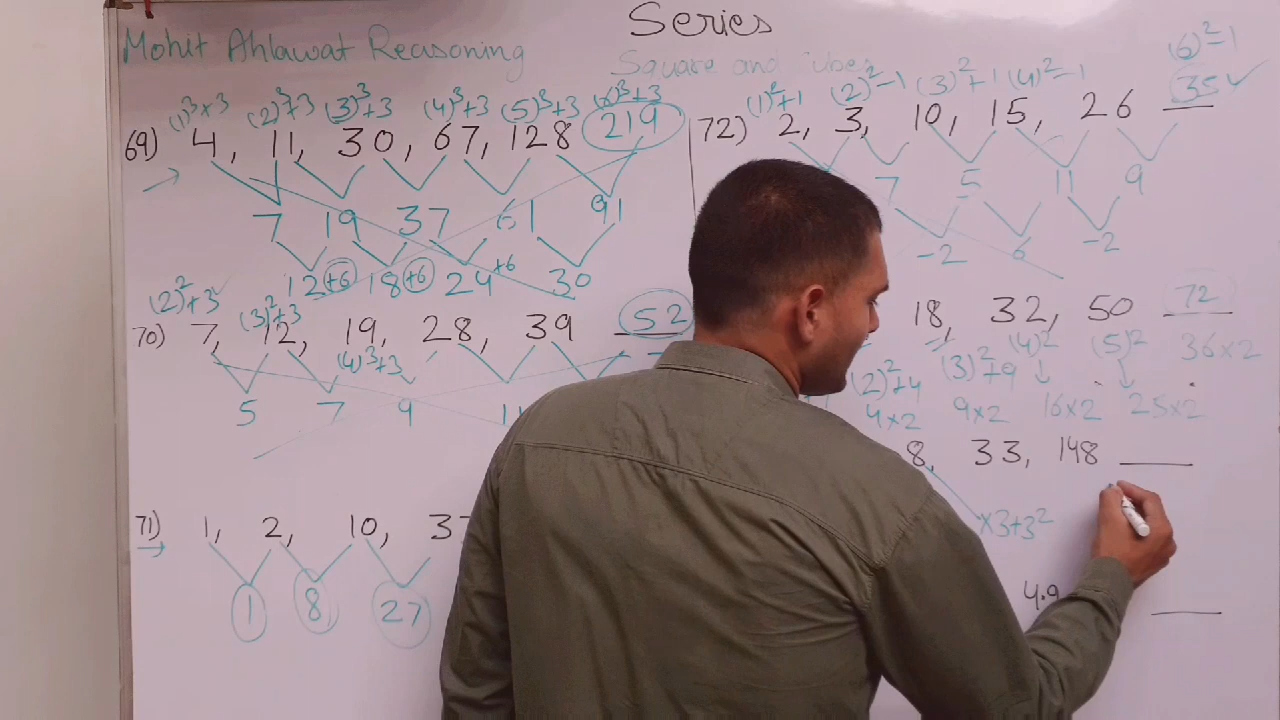 Series
Mohit Ahlawat Reasoning
Square and Cubes
(1)³×3 (2)³+3 (3)³+3 (4)³+3 (5)³+3 (6)³+3
69) 4, 11, 30, 67, 128 219
7 19 37 61 91
12 +6 18 +6 24 +6 30
(2)²+3 (3)²+3
70) 7, 12, 19, 28, 39 52
(4)³+3
5 7 9 11
71) 1, 2, 10, 37
1 8 27
(6)²-1
(1)²+1 (2)²-1 (3)²+1 (4)²-1 35 ✓
72) 2, 3, 10, 15, 26
7 5 11 9
-2 6 -2
18, 32, 50 72
(2)²+4 (3)²+9 (4)² (5)² 36×2
4×2 9×2 16×2 25×2
8, 33, 148 ____
×3+3²
4.9 ____